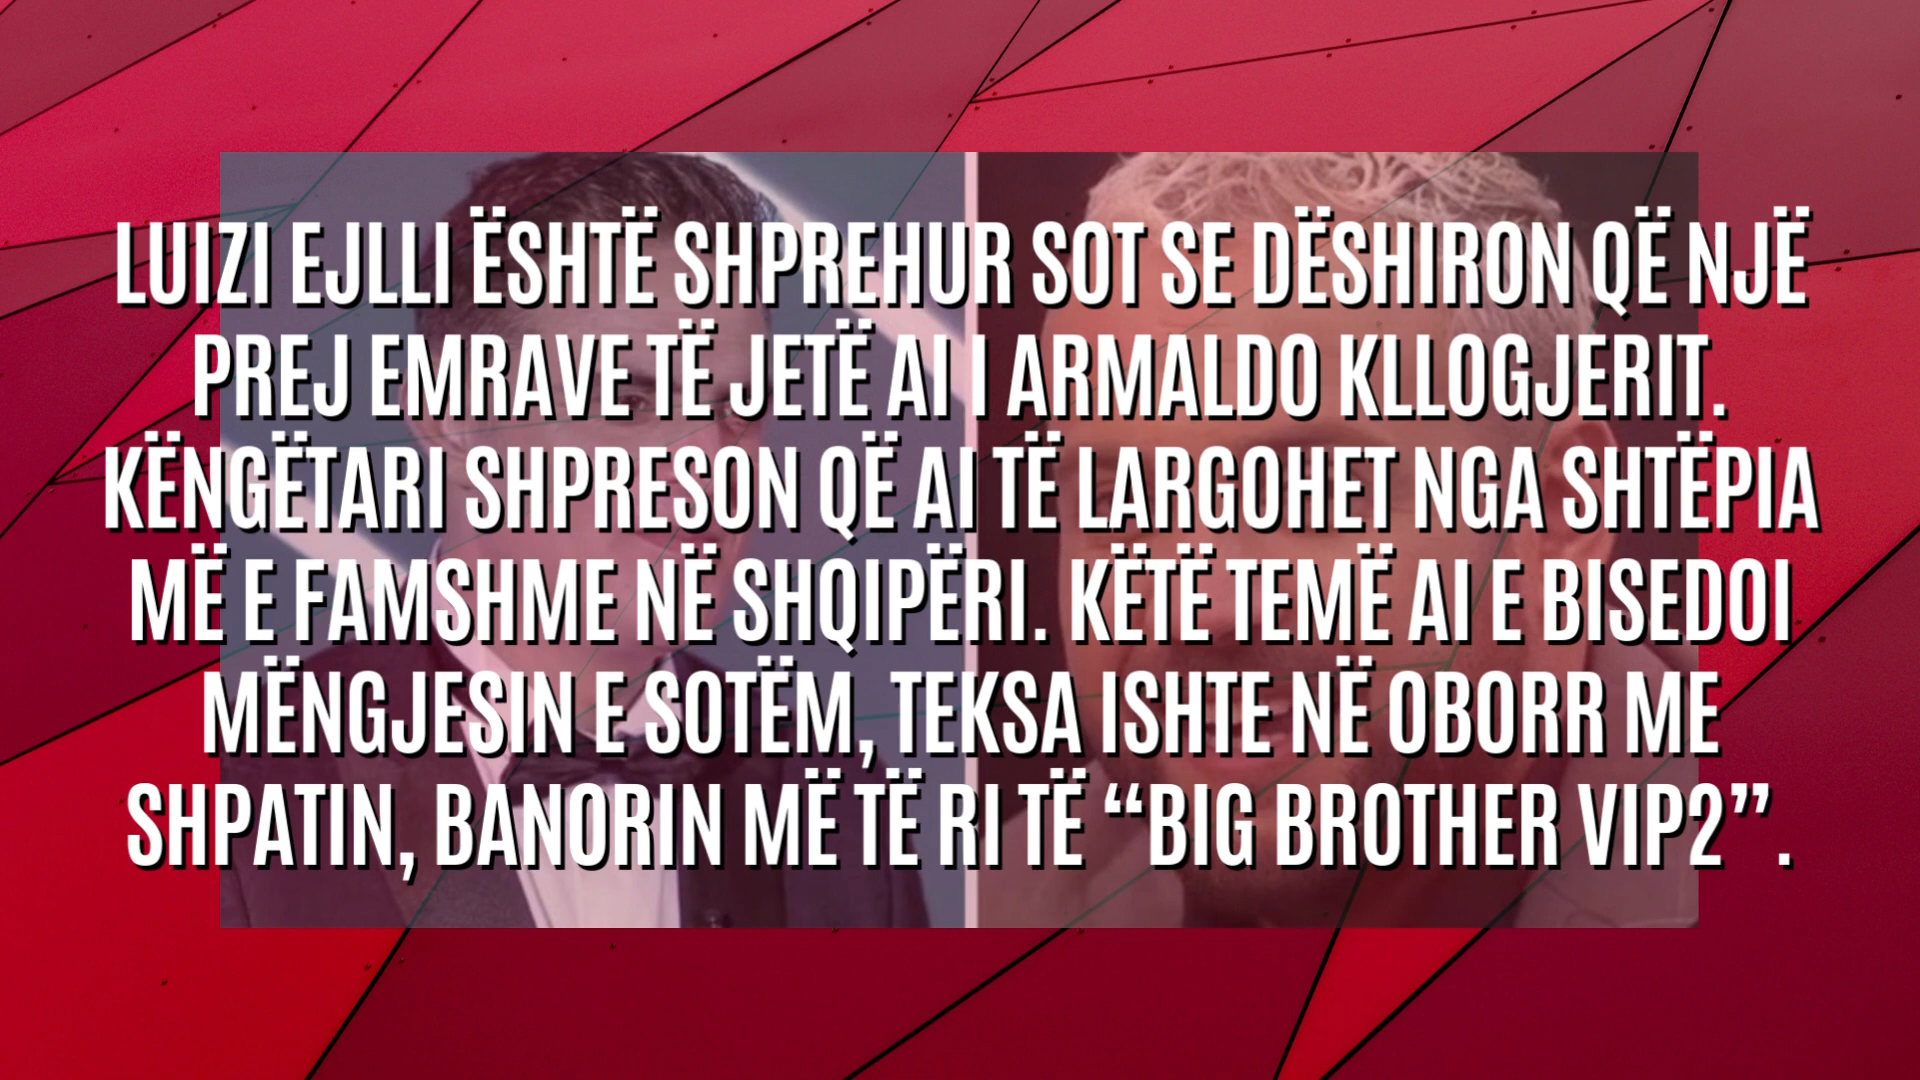 LUIZI EJLLI ËSHTË SHPREHUR SOT SE DËSHIRON QË NJË
PREJ EMRAVE TË JETË AI I ARMALDO KLLOGJERIT.
KËNGËTARI SHPRESON QË AI TË LARGOHET NGA SHTËPIA
MË E FAMSHME NË SHQIPËRI. KËTË TEMË AI E BISEDOI
MËNGJESIN E SOTËM, TEKSA ISHTE NË OBORR ME
SHPATIN, BANORIN MË TË RI TË “BIG BROTHER VIP2”.